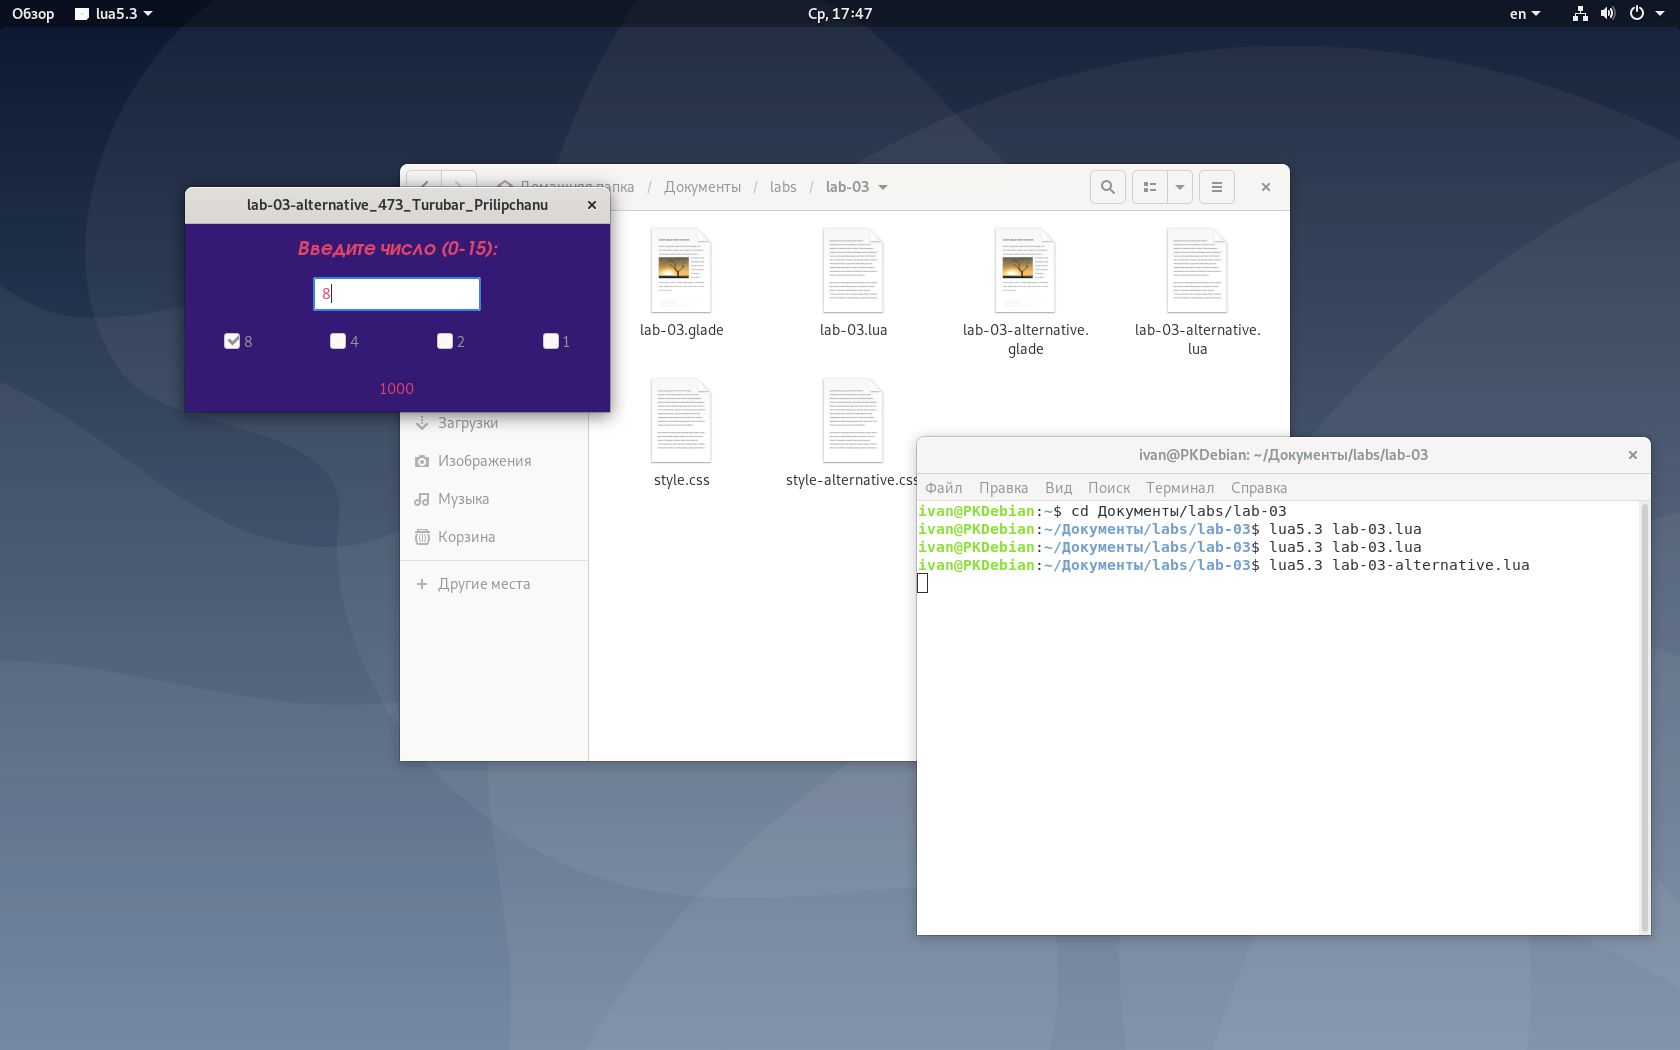 Обзор
lua5.3
Ср, 17:47
en
Домашняя папка / Документы / labs / lab-03
lab-03-alternative_473_Turubar_Prilipchanu
Введите число (0-15):
8
8
4
2
1
1000
Загрузки
Изображения
Музыка
Корзина
Другие места
lab-03.glade
lab-03.lua
lab-03-alternative.
glade
lab-03-alternative.
lua
style.css
style-alternative.css
ivan@PKDebian: ~/Документы/labs/lab-03
Файл Правка Вид Поиск Терминал Справка
ivan@PKDebian:~$ cd Документы/labs/lab-03
ivan@PKDebian:~/Документы/labs/lab-03$ lua5.3 lab-03.lua
ivan@PKDebian:~/Документы/labs/lab-03$ lua5.3 lab-03.lua
ivan@PKDebian:~/Документы/labs/lab-03$ lua5.3 lab-03-alternative.lua